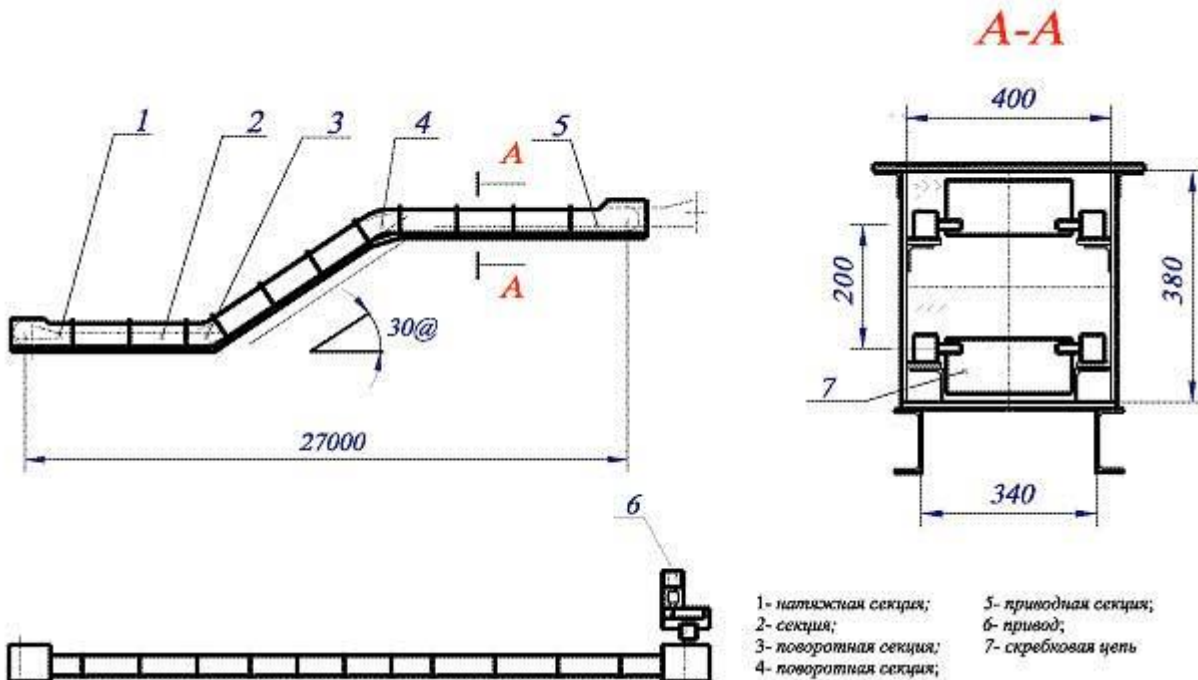 А-А
400
1
2
3
4
5
А
200
380
А
30@
7
27000
340
6
1- натяжная секция;
2- секция;
3- поворотная секция;
4- поворотная секция;
5- приводная секция;
6- привод;
7- скребковая цепь